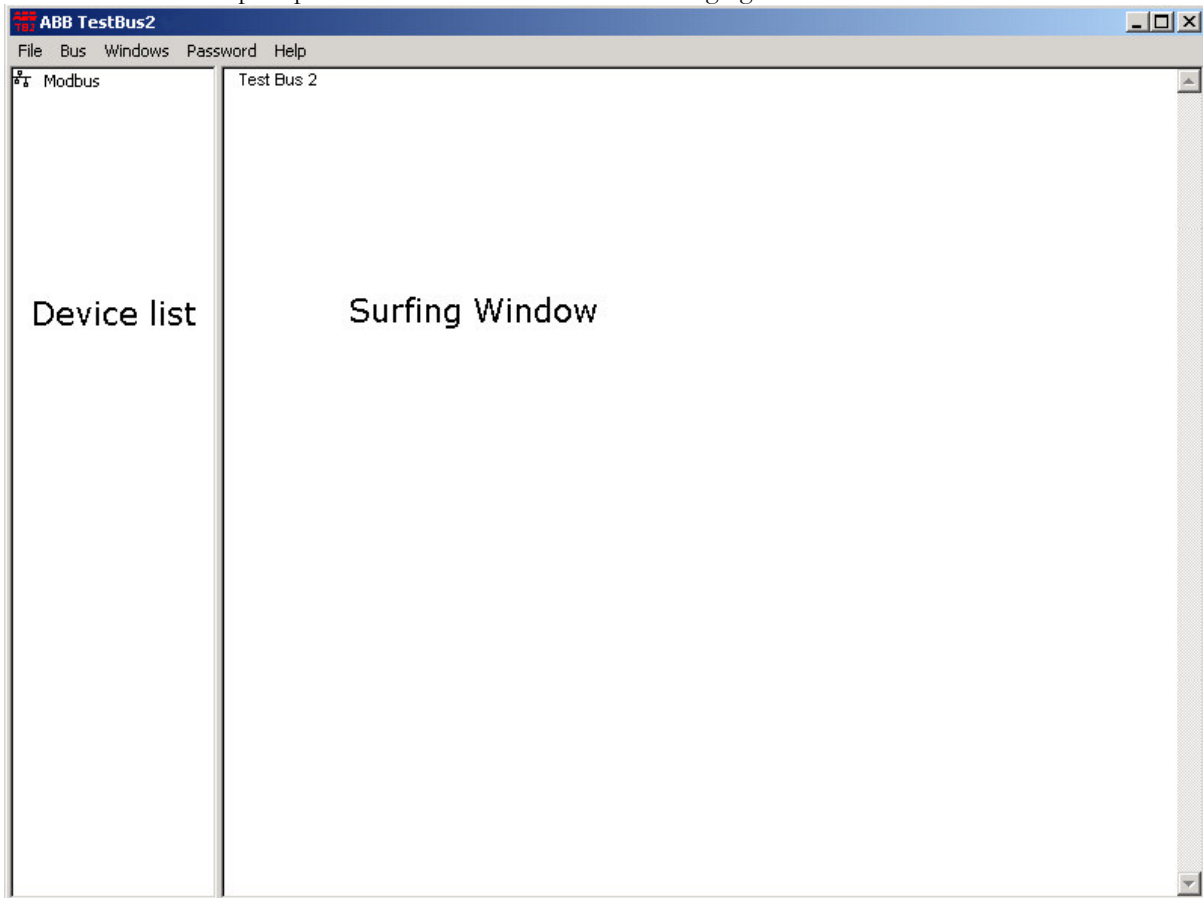 ABB TestBus2
File Bus Windows Password Help
Modbus
Test Bus 2
Device list
Surfing Window